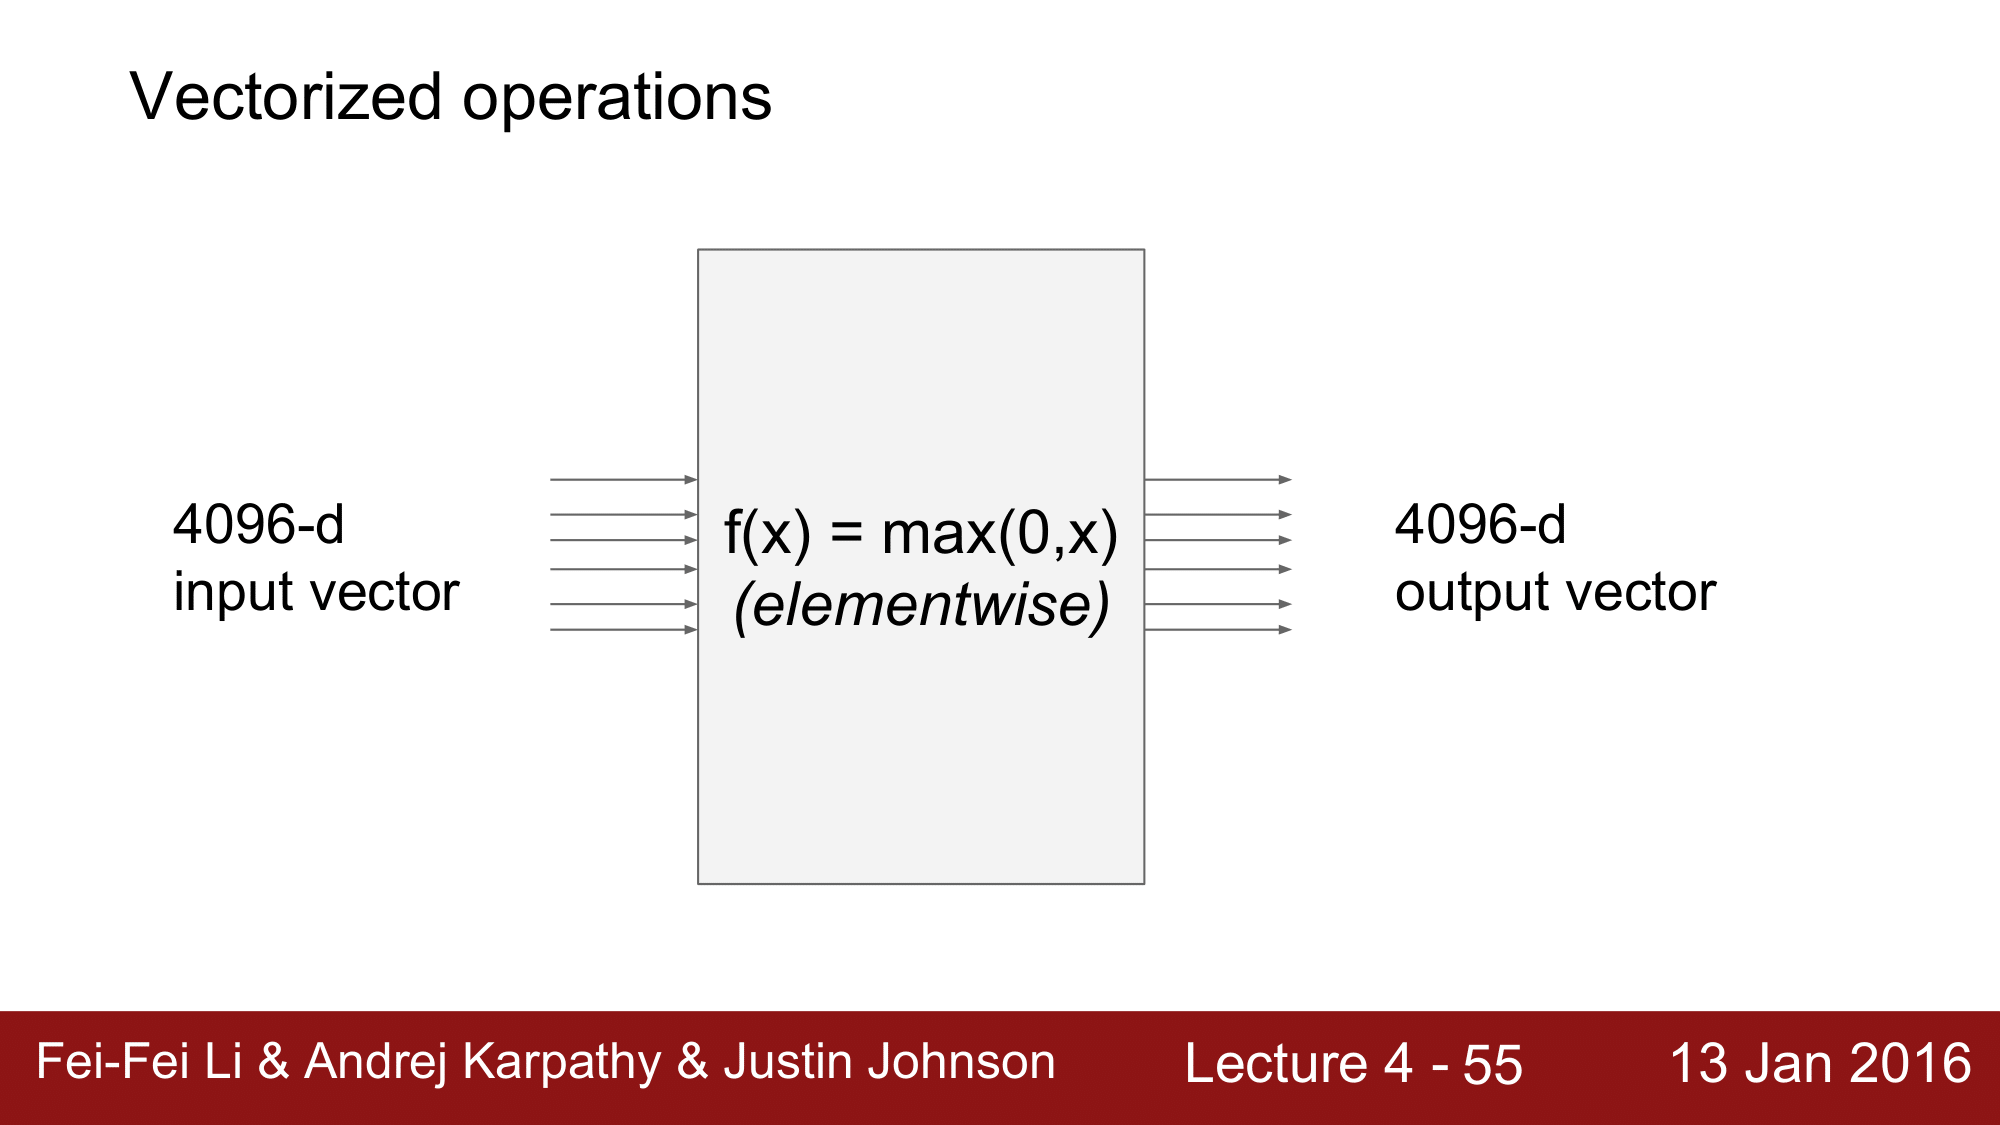 Vectorized operations
4096-d
input vector
f(x) = max(0,x)
(elementwise)
4096-d
output vector
Fei-Fei Li & Andrej Karpathy & Justin Johnson
Lecture 4 - 55
13 Jan 2016